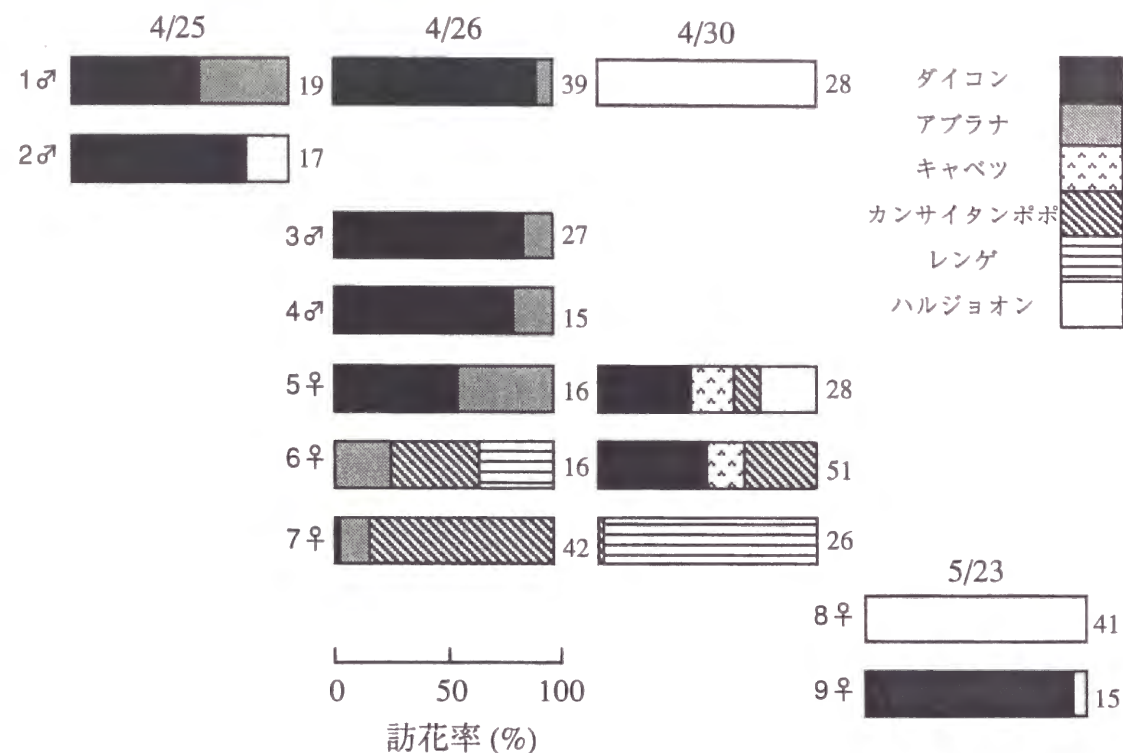 4/25 4/26 4/30
1♂ 19 39 28
2♂ 17
3♂ 27
4♂ 15
5♀ 16 28
6♀ 16 51
7♀ 42 26
5/23
8♀ 41
9♀ 15
ダイコン
アブラナ
キャベツ
カンサイタンポポ
レンゲ
ハルジョオン
0 50 100
訪花率 (%)